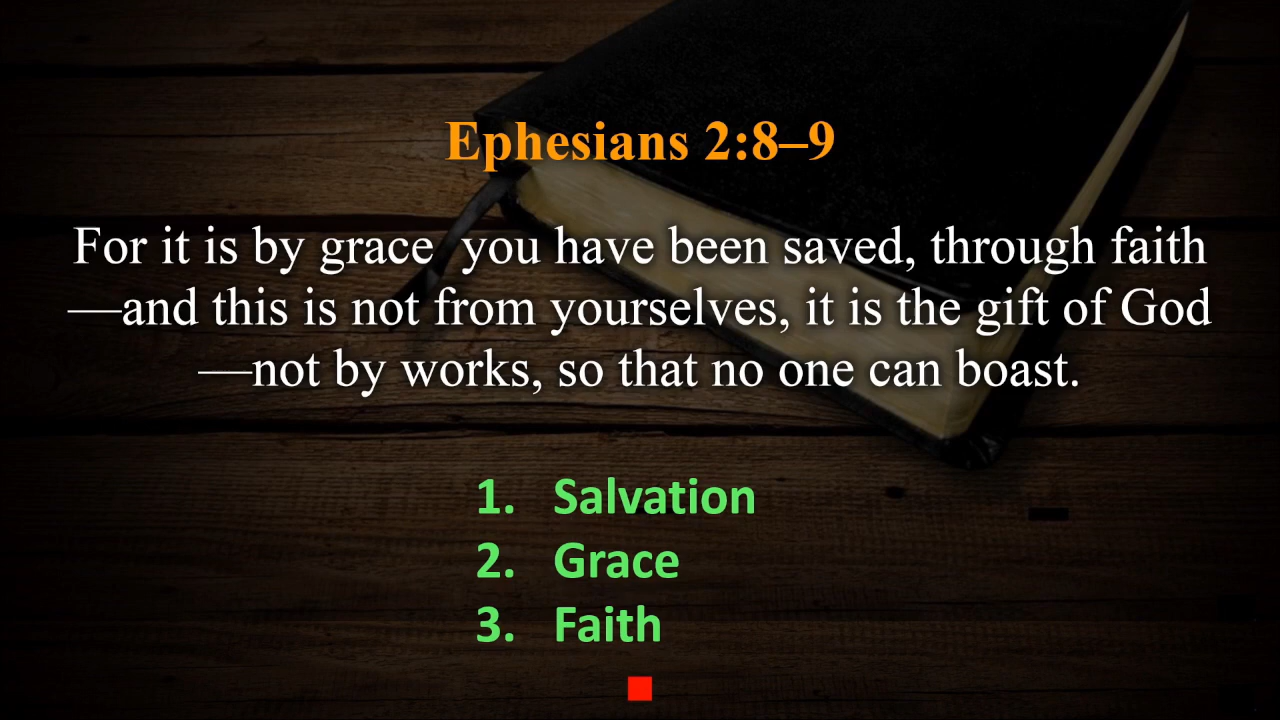 Ephesians 2:8–9
For it is by grace  you have been saved, through faith
—and this is not from yourselves, it is the gift of God
—not by works, so that no one can boast.
1. Salvation
2. Grace
3. Faith